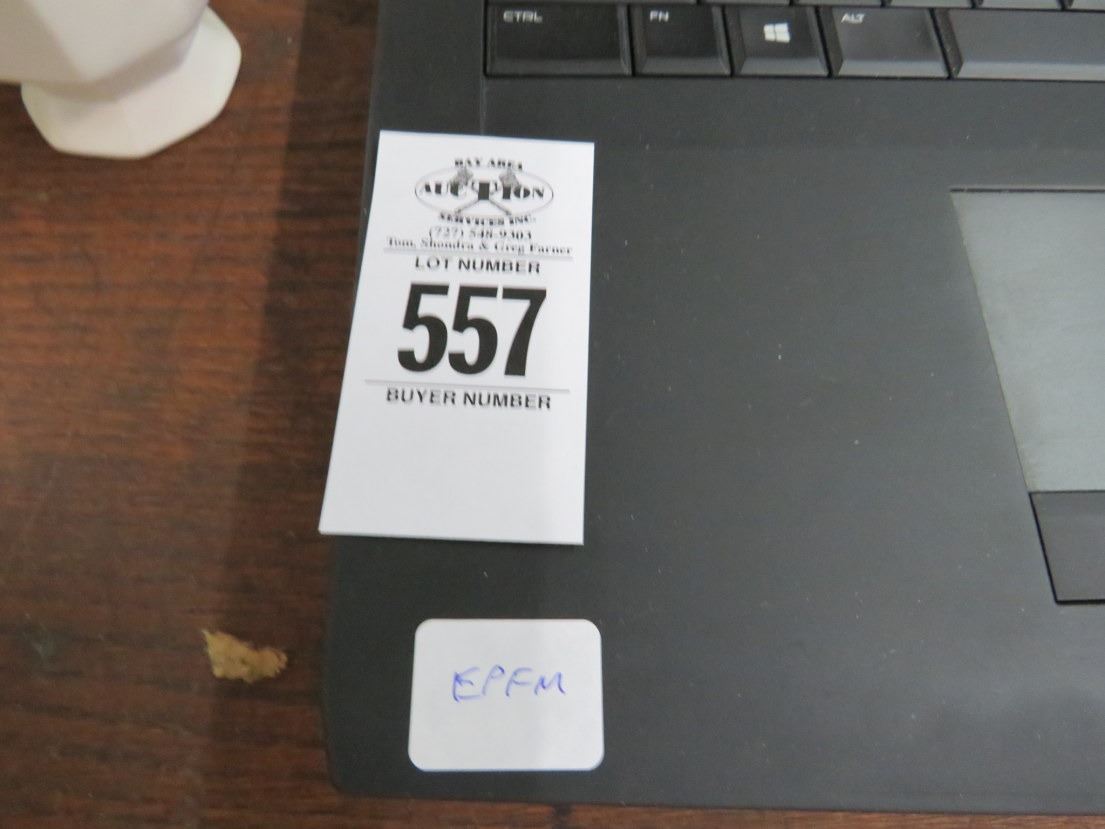 CTRL FN ALT
BAY AREA
AUCTION
SERVICES INC.
(727) 548-9303
Tom, Shondra & Greg Farner
LOT NUMBER
557
BUYER NUMBER
EPFM